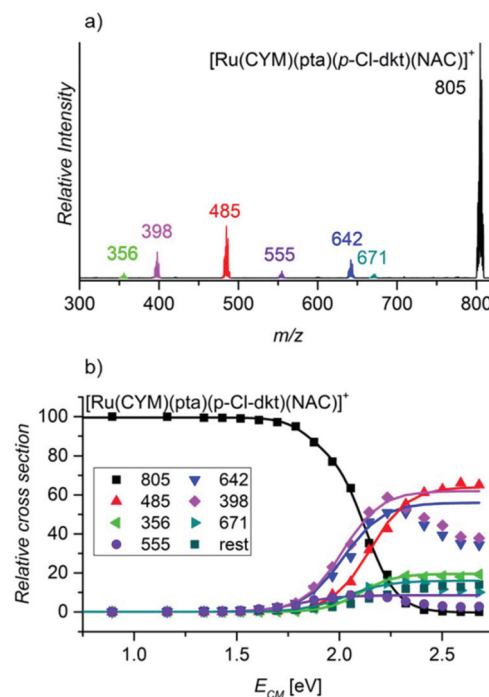 a)
[Ru(CYM)(pta)(p-Cl-dkt)(NAC)]⁺
805
485
398
642
356
555
671
Relative Intensity
300 400 500 600 700 800
m/z
b)
[Ru(CYM)(pta)(p-Cl-dkt)(NAC)]⁺
100
80
60
40
20
0
Relative cross section
805 642
485 398
356 671
555 rest
1.0 1.5 2.0 2.5
E_CM [eV]